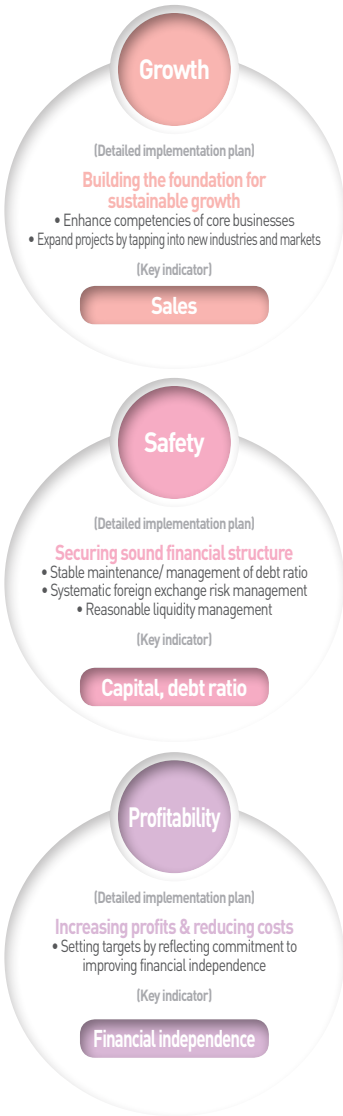 Growth
(Detailed implementation plan)
Building the foundation for
sustainable growth
• Enhance competencies of core businesses
• Expand projects by tapping into new industries and markets
(Key indicator)
Sales
Safety
(Detailed implementation plan)
Securing sound financial structure
• Stable maintenance/ management of debt ratio
• Systematic foreign exchange risk management
• Reasonable liquidity management
(Key indicator)
Capital, debt ratio
Profitability
(Detailed implementation plan)
Increasing profits & reducing costs
• Setting targets by reflecting commitment to
improving financial independence
(Key indicator)
Financial independence